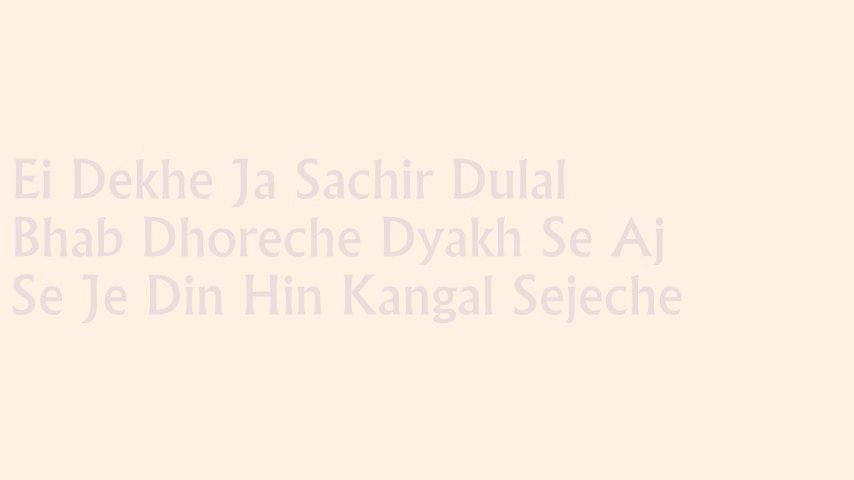 Ei Dekhe Ja Sachir Dulal
Bhab Dhoreche Dyakh Se Aj
Se Je Din Hin Kangal Sejeche